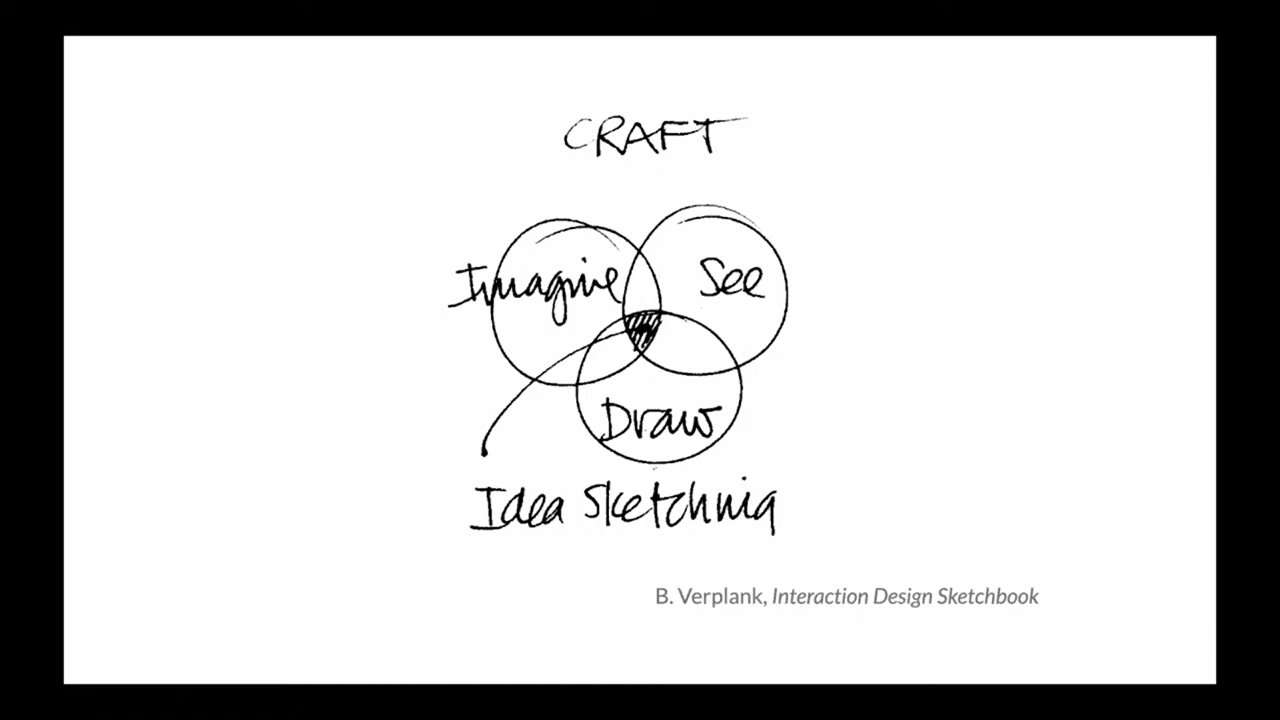 CRAFT
Imagine
See
Draw
Idea Sketching
B. Verplank, Interaction Design Sketchbook